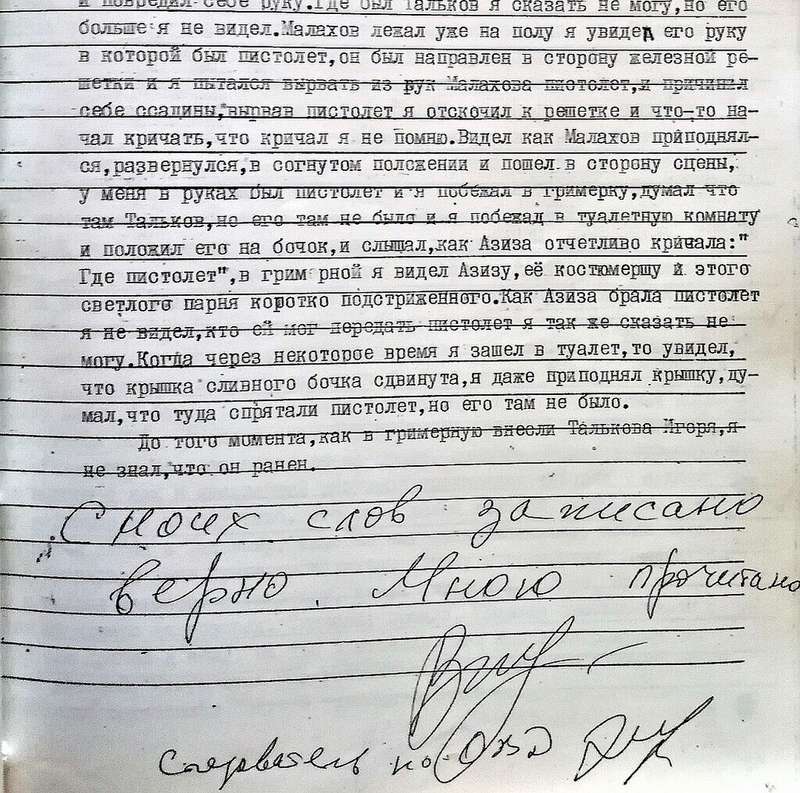 и повредил себе руку.Где был Тальков я сказать не могу,но его
больше я не видел.Малахов лежал уже на полу я увидел его руку
в которой был пистолет,он был направлен в сторону железной ре-
шетки и я пытался вырвать из рук Малахова пистолет,и причинил
себе ссадины,вырвав пистолет я отскочил к решетке и что-то на-
чал кричать,что кричал я не помню.Видел как Малахов приподнял-
ся,развернулся,в согнутом положении и пошел в сторону сцены,
у меня в руках был пистолет и я побежал в гримерку,думал что
там Тальков,но его там не было и я побежал в туалетную комнату
и положил его на бочок,и слышал,как Азиза отчетливо кричала:"
Где пистолет",в грим рной я видел Азизу,её костюмершу и этого
светлого парня коротко подстриженного.Как Азиза брала пистолет
я не видел,кто ей мог передать пистолет я так же сказать не
могу.Когда через некоторое время я зашел в туалет,то увидел,
что крышка сливного бочка сдвинута,я даже приподнял крышку,ду-
мал,что туда спрятали пистолет,но его там не было.
До того момента,как в гримерную внесли Талькова Игоря,я
не знал,что он ранен.
С моих слов записано
верно. Мною прочитано
Следователь по